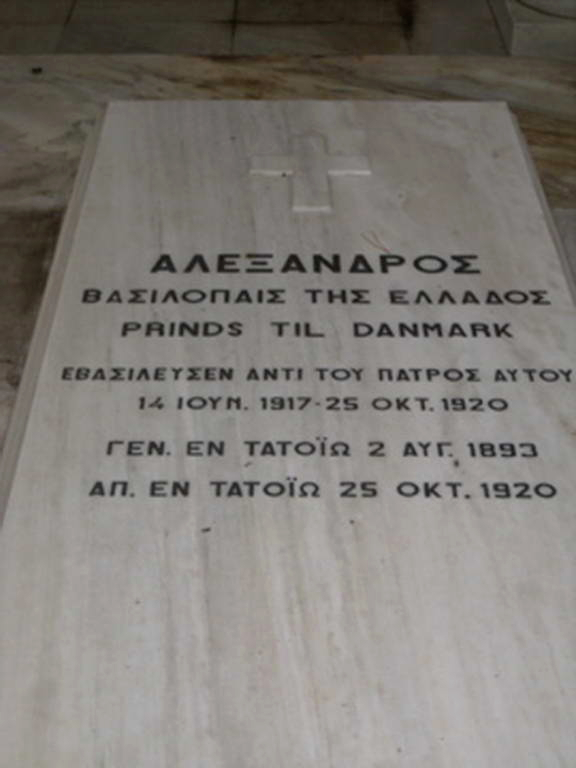 ΑΛΕΞΑΝΔΡΟΣ
ΒΑΣΙΛΟΠΑΙΣ ΤΗΣ ΕΛΛΑΔΟΣ
PRINDS TIL DANMARK
ΕΒΑΣΙΛΕΥΣΕΝ ΑΝΤΙ ΤΟΥ ΠΑΤΡΟΣ ΑΥΤΟΥ
14 ΙΟΥΝ. 1917-25 ΟΚΤ. 1920
ΓΕΝ. ΕΝ ΤΑΤΟΪΩ 2 ΑΥΓ. 1893
ΑΠ. ΕΝ ΤΑΤΟΪΩ 25 ΟΚΤ. 1920